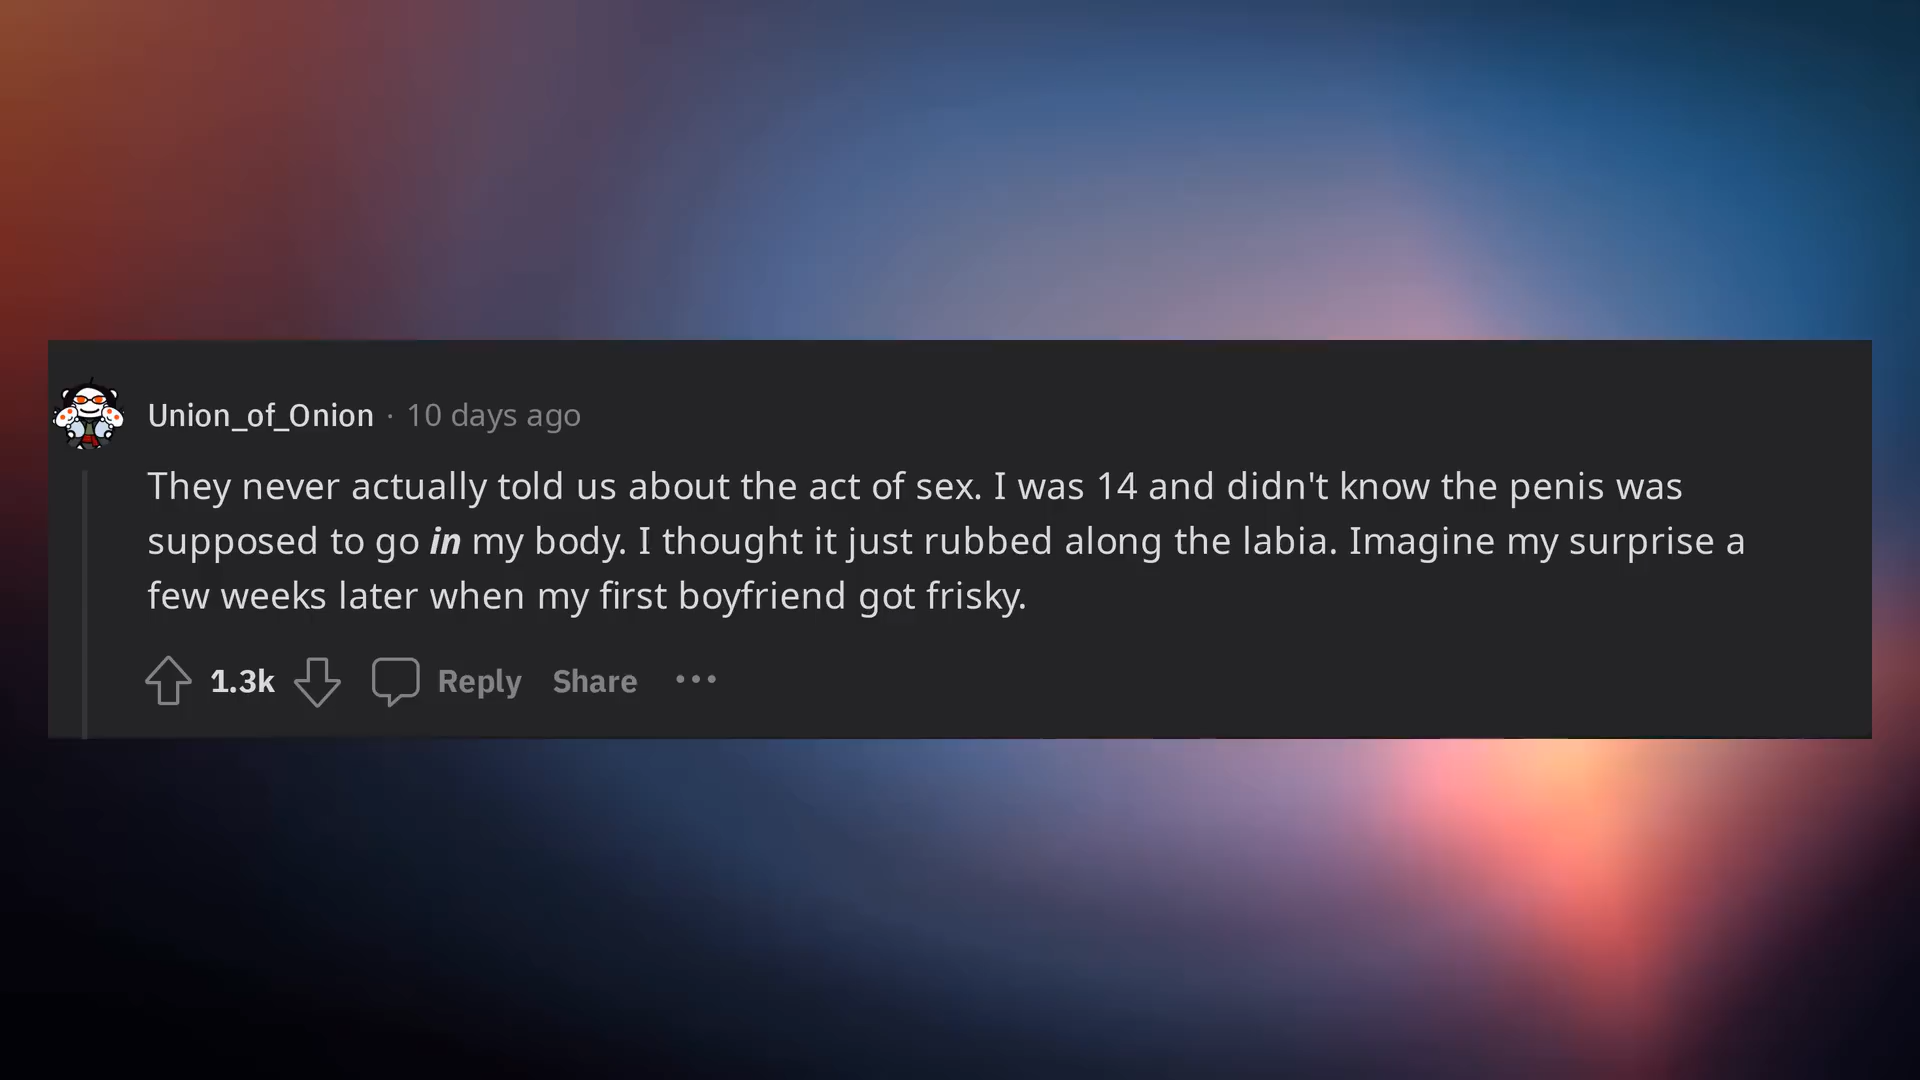 Union_of_Onion · 10 days ago
They never actually told us about the act of sex. I was 14 and didn't know the penis was
supposed to go in my body. I thought it just rubbed along the labia. Imagine my surprise a
few weeks later when my first boyfriend got frisky.
1.3k Reply Share ···